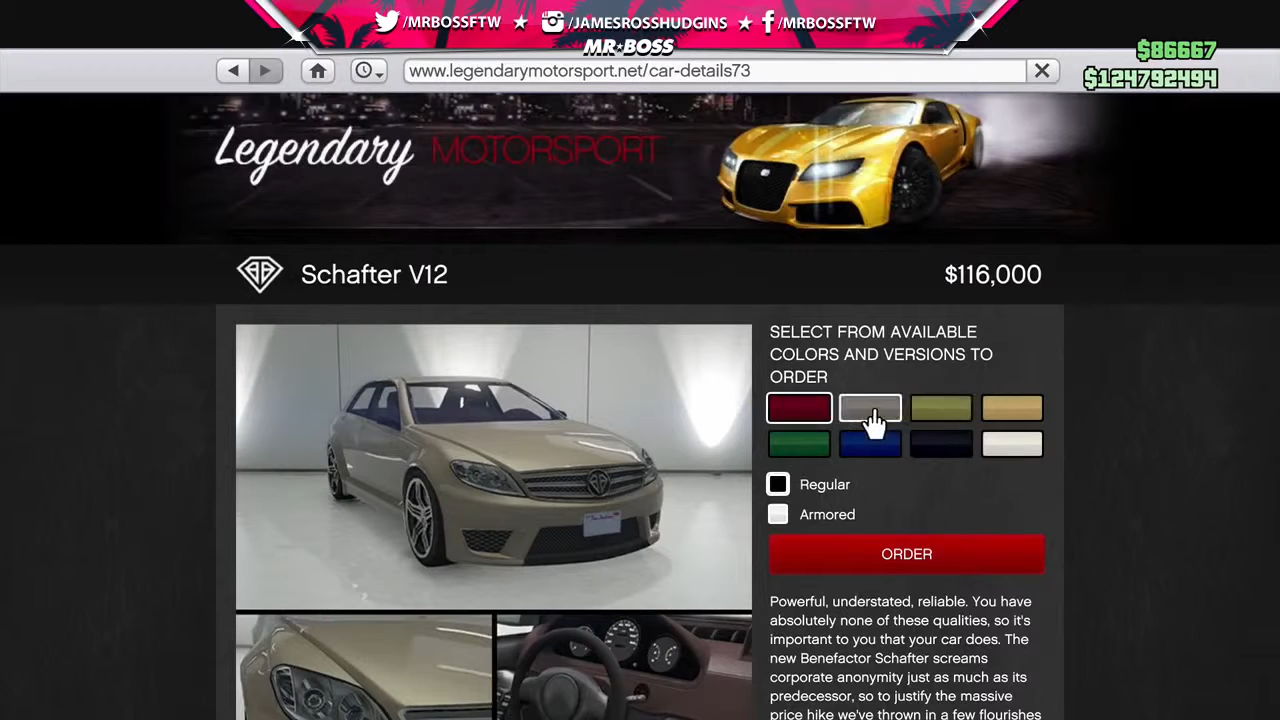 /MRBOSSFTW ★ /JAMESROSSHUDGINS ★ /MRBOSSFTW
MR★BOSS
$86667
www.legendarymotorsport.net/car-details73
$124792494
Legendary MOTORSPORT
Schafter V12
$116,000
SELECT FROM AVAILABLE
COLORS AND VERSIONS TO
ORDER
Regular
Armored
ORDER
Powerful, understated, reliable. You have
absolutely none of these qualities, so it's
important to you that your car does. The
new Benefactor Schafter screams
corporate anonymity just as much as its
predecessor, so to justify the massive
price hike we've thrown in a few flourishes